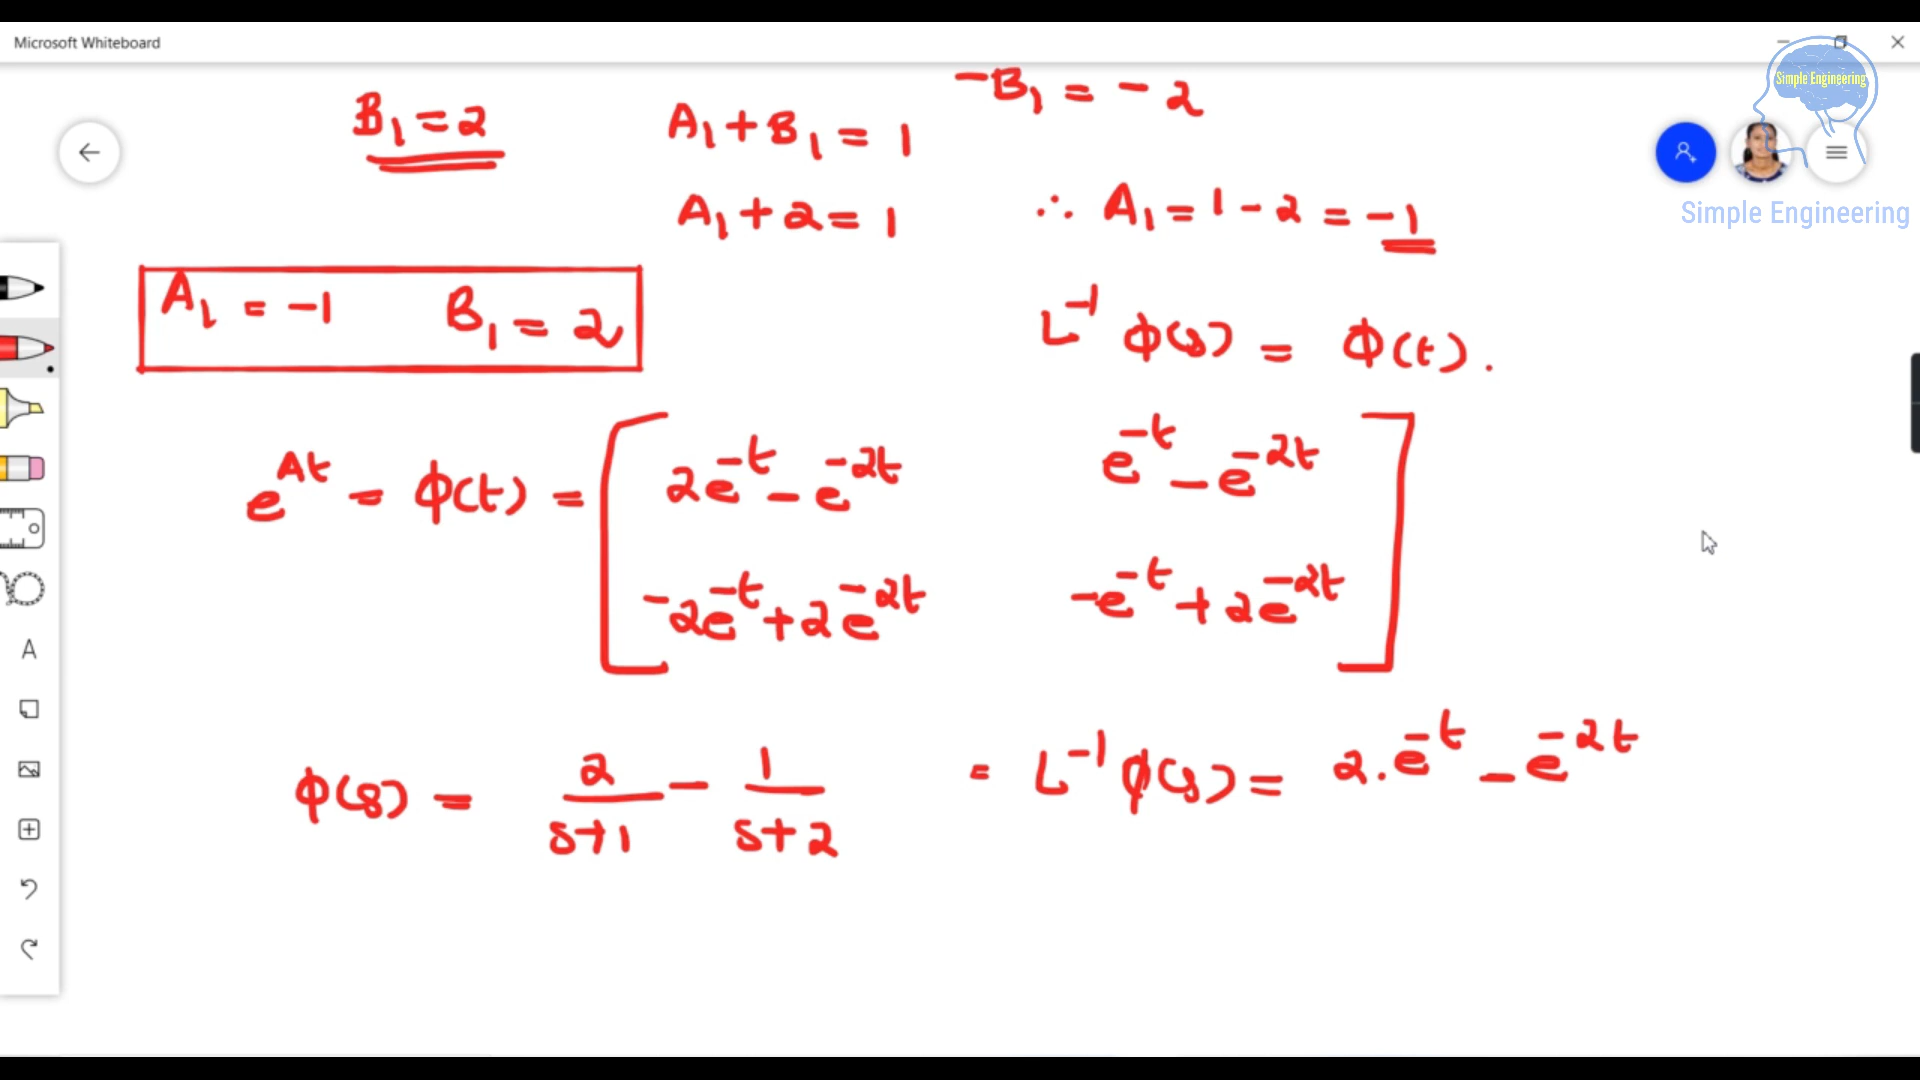 Microsoft Whiteboard
Simple Engineering
Simple Engineering
B₁ = 2
A₁ + B₁ = 1
-B₁ = -2
A₁ + 2 = 1
∴ A₁ = 1 - 2 = -1
A₁ = -1 B₁ = 2
L⁻¹ ϕ(s) = ϕ(t).
e^{At} = ϕ(t) = [ 2e^{-t} - e^{-2t} e^{-t} - e^{-2t}
-2e^{-t} + 2e^{-2t} -e^{-t} + 2e^{-2t} ]
ϕ(s) = 2/(s+1) - 1/(s+2) = L⁻¹ ϕ(s) = 2·e^{-t} - e^{-2t}
A